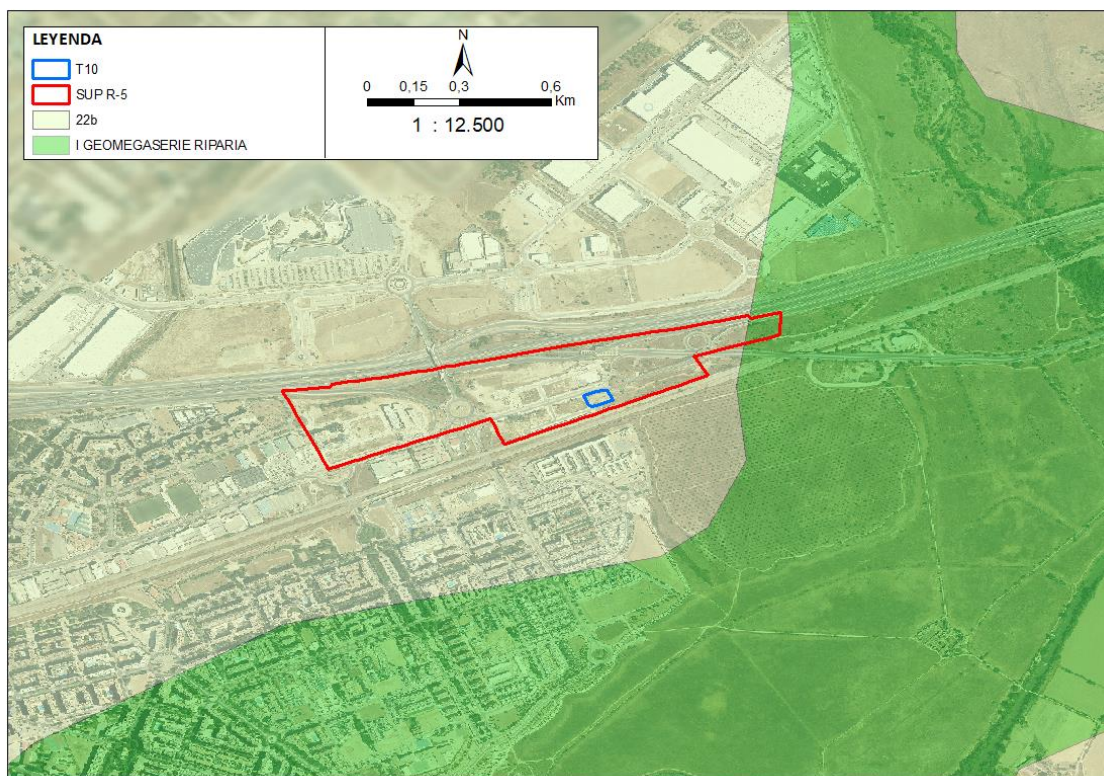 LEYENDA
T10
SUP R-5
22b
I GEOMEGASERIE RIPARIA
N
0 0,15 0,3 0,6
Km
1 : 12.500